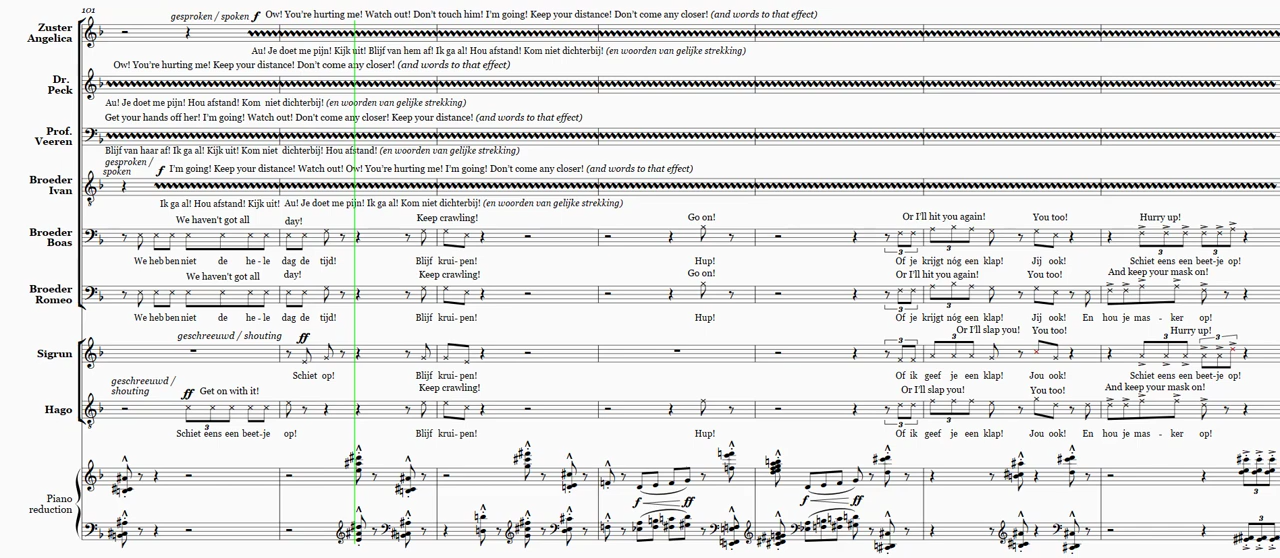 101
gesproken / spoken f Ow! You're hurting me! Watch out! Don't touch him! I'm going! Keep your distance! Don't come any closer! (and words to that effect)
Zuster Angelica
Au! Je doet me pijn! Kijk uit! Blijf van hem af! Ik ga al! Hou afstand! Kom niet dichterbij! (en woorden van gelijke strekking)
Ow! You're hurting me! Keep your distance! Don't come any closer! (and words to that effect)
Dr. Peck
Au! Je doet me pijn! Hou afstand! Kom niet dichterbij! (en woorden van gelijke strekking)
Get your hands off her! I'm going! Watch out! Don't come any closer! Keep your distance! (and words to that effect)
Prof. Veeren
Blijf van haar af! Ik ga al! Kijk uit! Kom niet dichterbij! Hou afstand! (en woorden van gelijke strekking)
gesproken / spoken f I'm going! Keep your distance! Watch out! Ow! You're hurting me! I'm going! Don't come any closer! (and words to that effect)
Broeder Ivan
Ik ga al! Hou afstand! Kijk uit! Au! Je doet me pijn! Ik ga al! Kom niet dichterbij! (en woorden van gelijke strekking)
We haven't got all day! Keep crawling! Go on! Or I'll hit you again! You too! Hurry up!
Broeder Boas
3 3 3 3
We heb ben niet de he - le dag de tijd! Blijf krui - pen! Hup! Of je krijgt nóg een klap! Jij ook! Schiet eens een beet-je op!
We haven't got all day! Keep crawling! Go on! Or I'll hit you again! You too! And keep your mask on!
Broeder Romeo
3 3
We heb ben niet de he - le dag de tijd! Blijf krui - pen! Hup! Of je krijgt nóg een klap! Jij ook! En hou je mas - ker op!
geschreeuwd / shouting ff Or I'll slap you! You too! Hurry up!
Sigrun
3 3 3 3
Schiet op! Blijf krui - pen! Of ik geef je een klap! Jou ook! Schiet eens een beet-je op!
geschreeuwd / shouting ff Get on with it! Keep crawling! Or I'll slap you! You too! And keep your mask on!
Hago
3 3
Schiet eens een beet-je op! Blijf krui - pen! Hup! Of ik geef je een klap! Jou ook! En hou je mas - ker op!
Piano reduction
f ff f ff
3
3